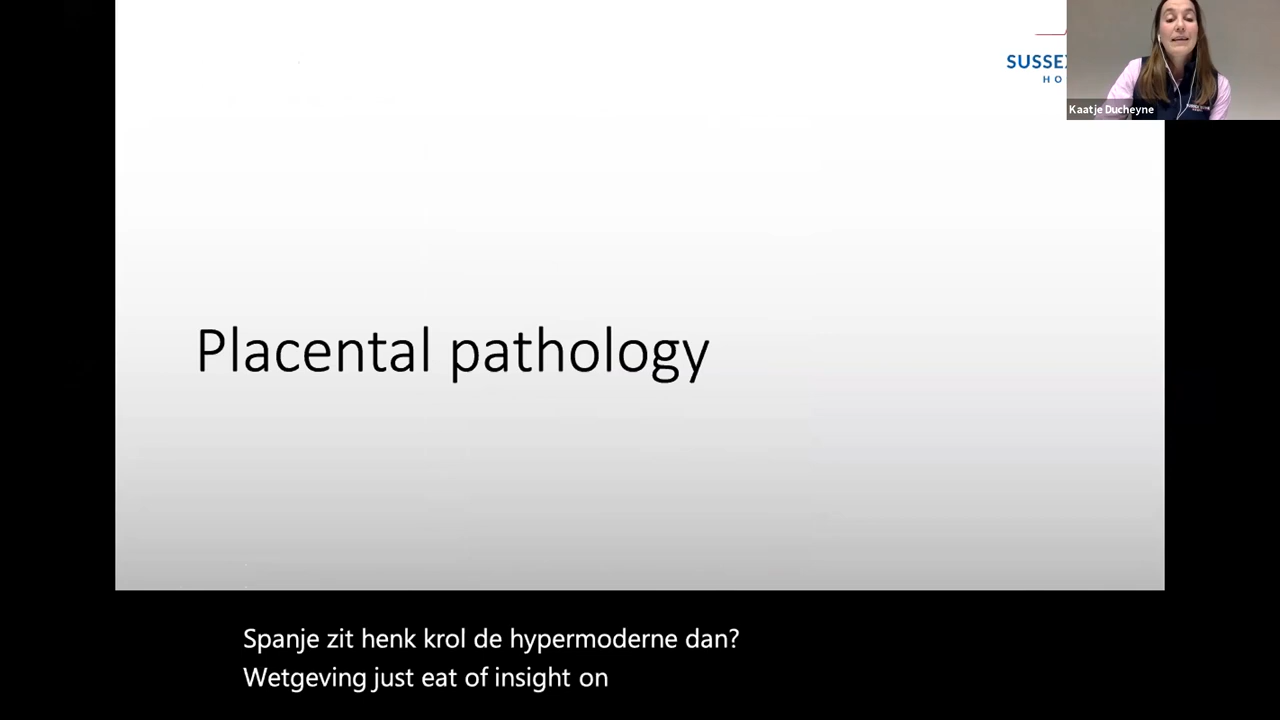 SUSSE
HO
Kaatje Ducheyne
Placental pathology
Spanje zit henk krol de hypermoderne dan?
Wetgeving just eat of insight on